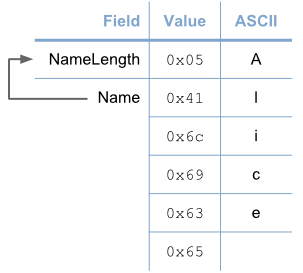 Field Value ASCII
NameLength 0x05 A
Name 0x41 l
0x6c i
0x69 c
0x63 e
0x65